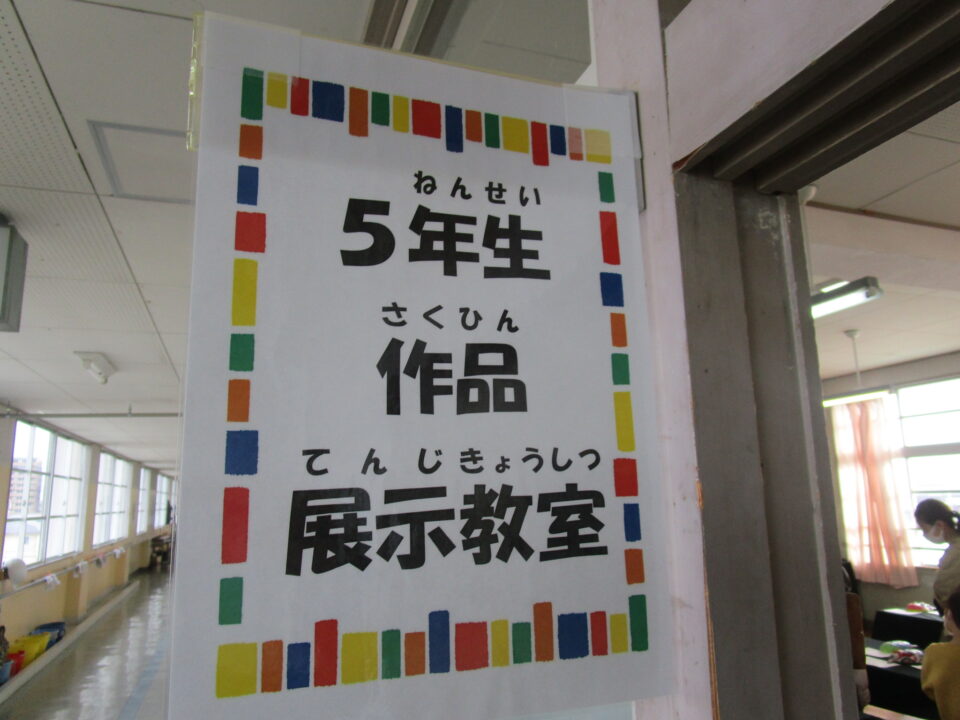 ねんせい
５年生
さくひん
作品
てんじきょうしつ
展示教室